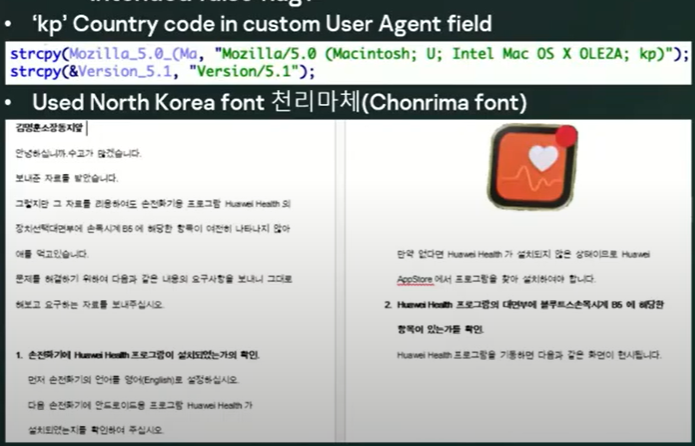 • 'kp' Country code in custom User Agent field
strcpy(Mozilla_5.0_(Ma, "Mozilla/5.0 (Macintosh; U; Intel Mac OS X OLE2A; kp)");
strcpy(&Version_5.1, "Version/5.1");
• Used North Korea font 천리마체(Chonrima font)
김명훈소장동지앞
안녕하십니까.수고가 많겠습니다.
보내준 자료를 받았습니다.
그렇지만 그 자료를 리용하여도 손전화기용 프로그람 Huawei Health 의
장치선택대면부에 손목시계 B5 에 해당한 항목이 여전히 나타나지 않아
애를 먹고있습니다.
문제를 해결하기 위하여 다음과 같은 내용의 요구사항을 보내니 그대로
해보고 요구하는 자료를 보내주십시오.
1. 손전화기에 Huawei Health 프로그람이 설치되였는가의 확인.
먼저 손전화기의 언어를 영어(English)로 설정하십시오.
다음 손전화기에 안드로이드용 프로그람 Huawei Health 가
설치되였는지를 확인하여 주십시오.
만약 없다면 Huawei Health 가 설치되지 않은 상태이므로 Huawei
AppStore 에서 프로그람을 찾아 설치하여야 합니다.
2. Huawei Health 프로그람의 대면부에 블루투스손목시계 B5 에 해당한
항목이 있는가를 확인.
Huawei Health 프로그람을 기동하면 다음과 같은 화면이 현시됩니다.